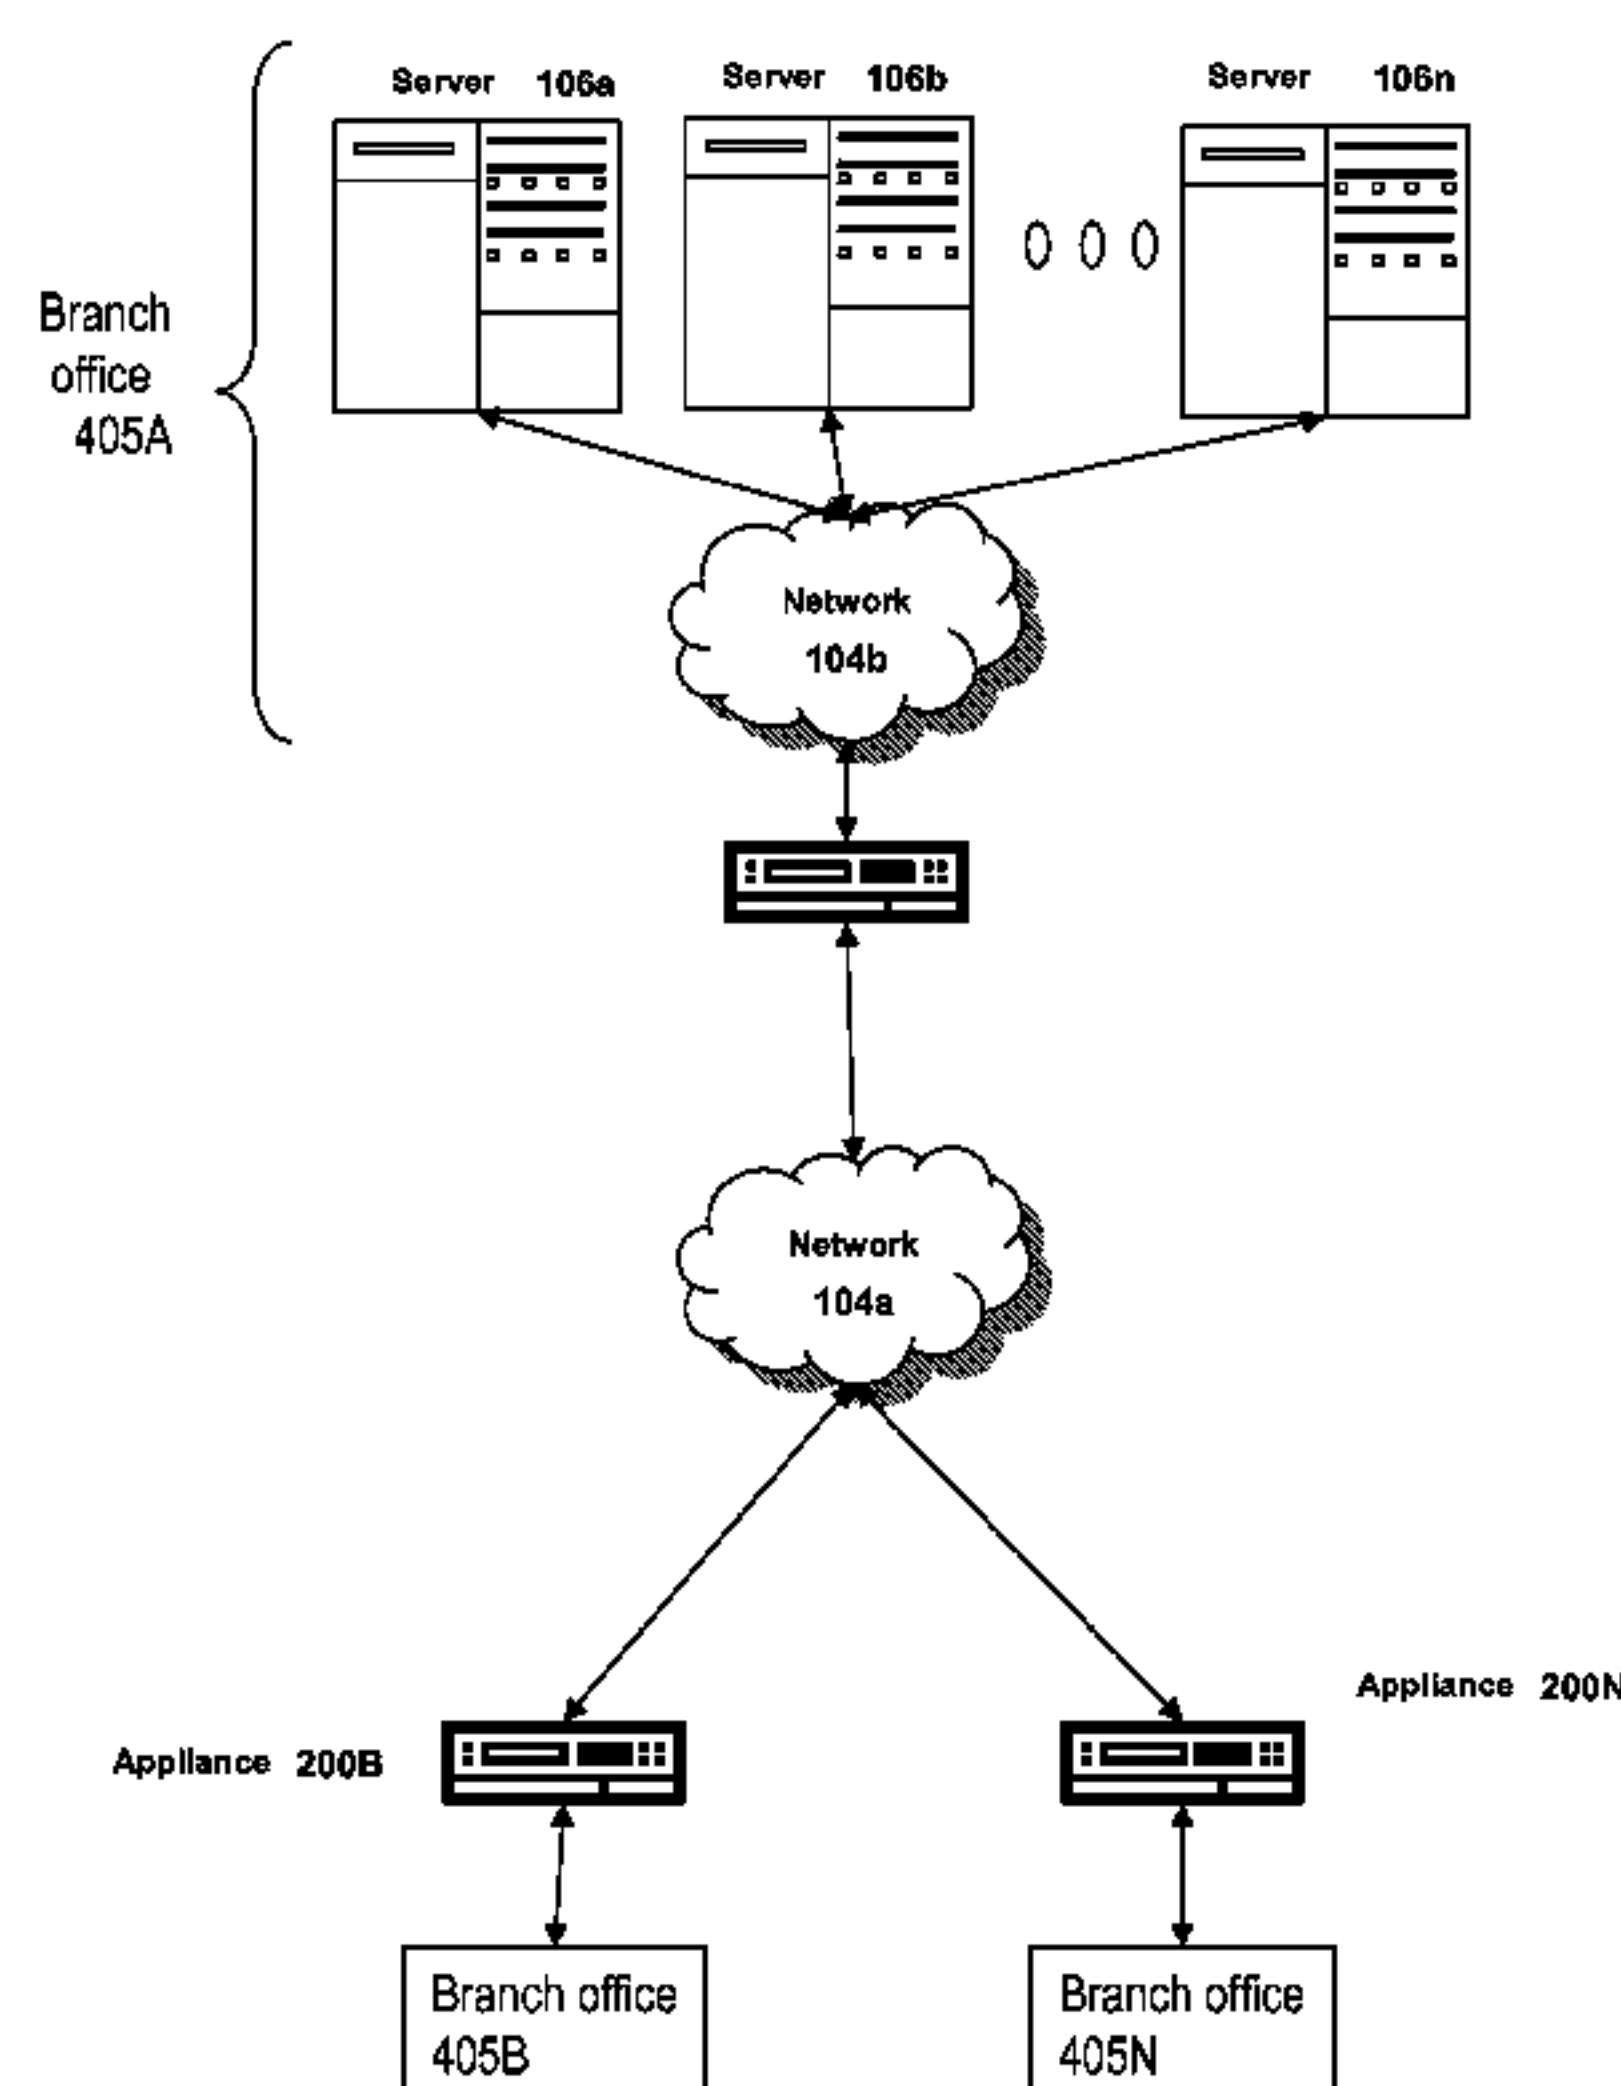 Server 106a
Server 106b
Server 106n
Branch
office
405A
Network
104b
Network
104a
Appliance 200N
Appliance 200B
Branch office
405B
Branch office
405N